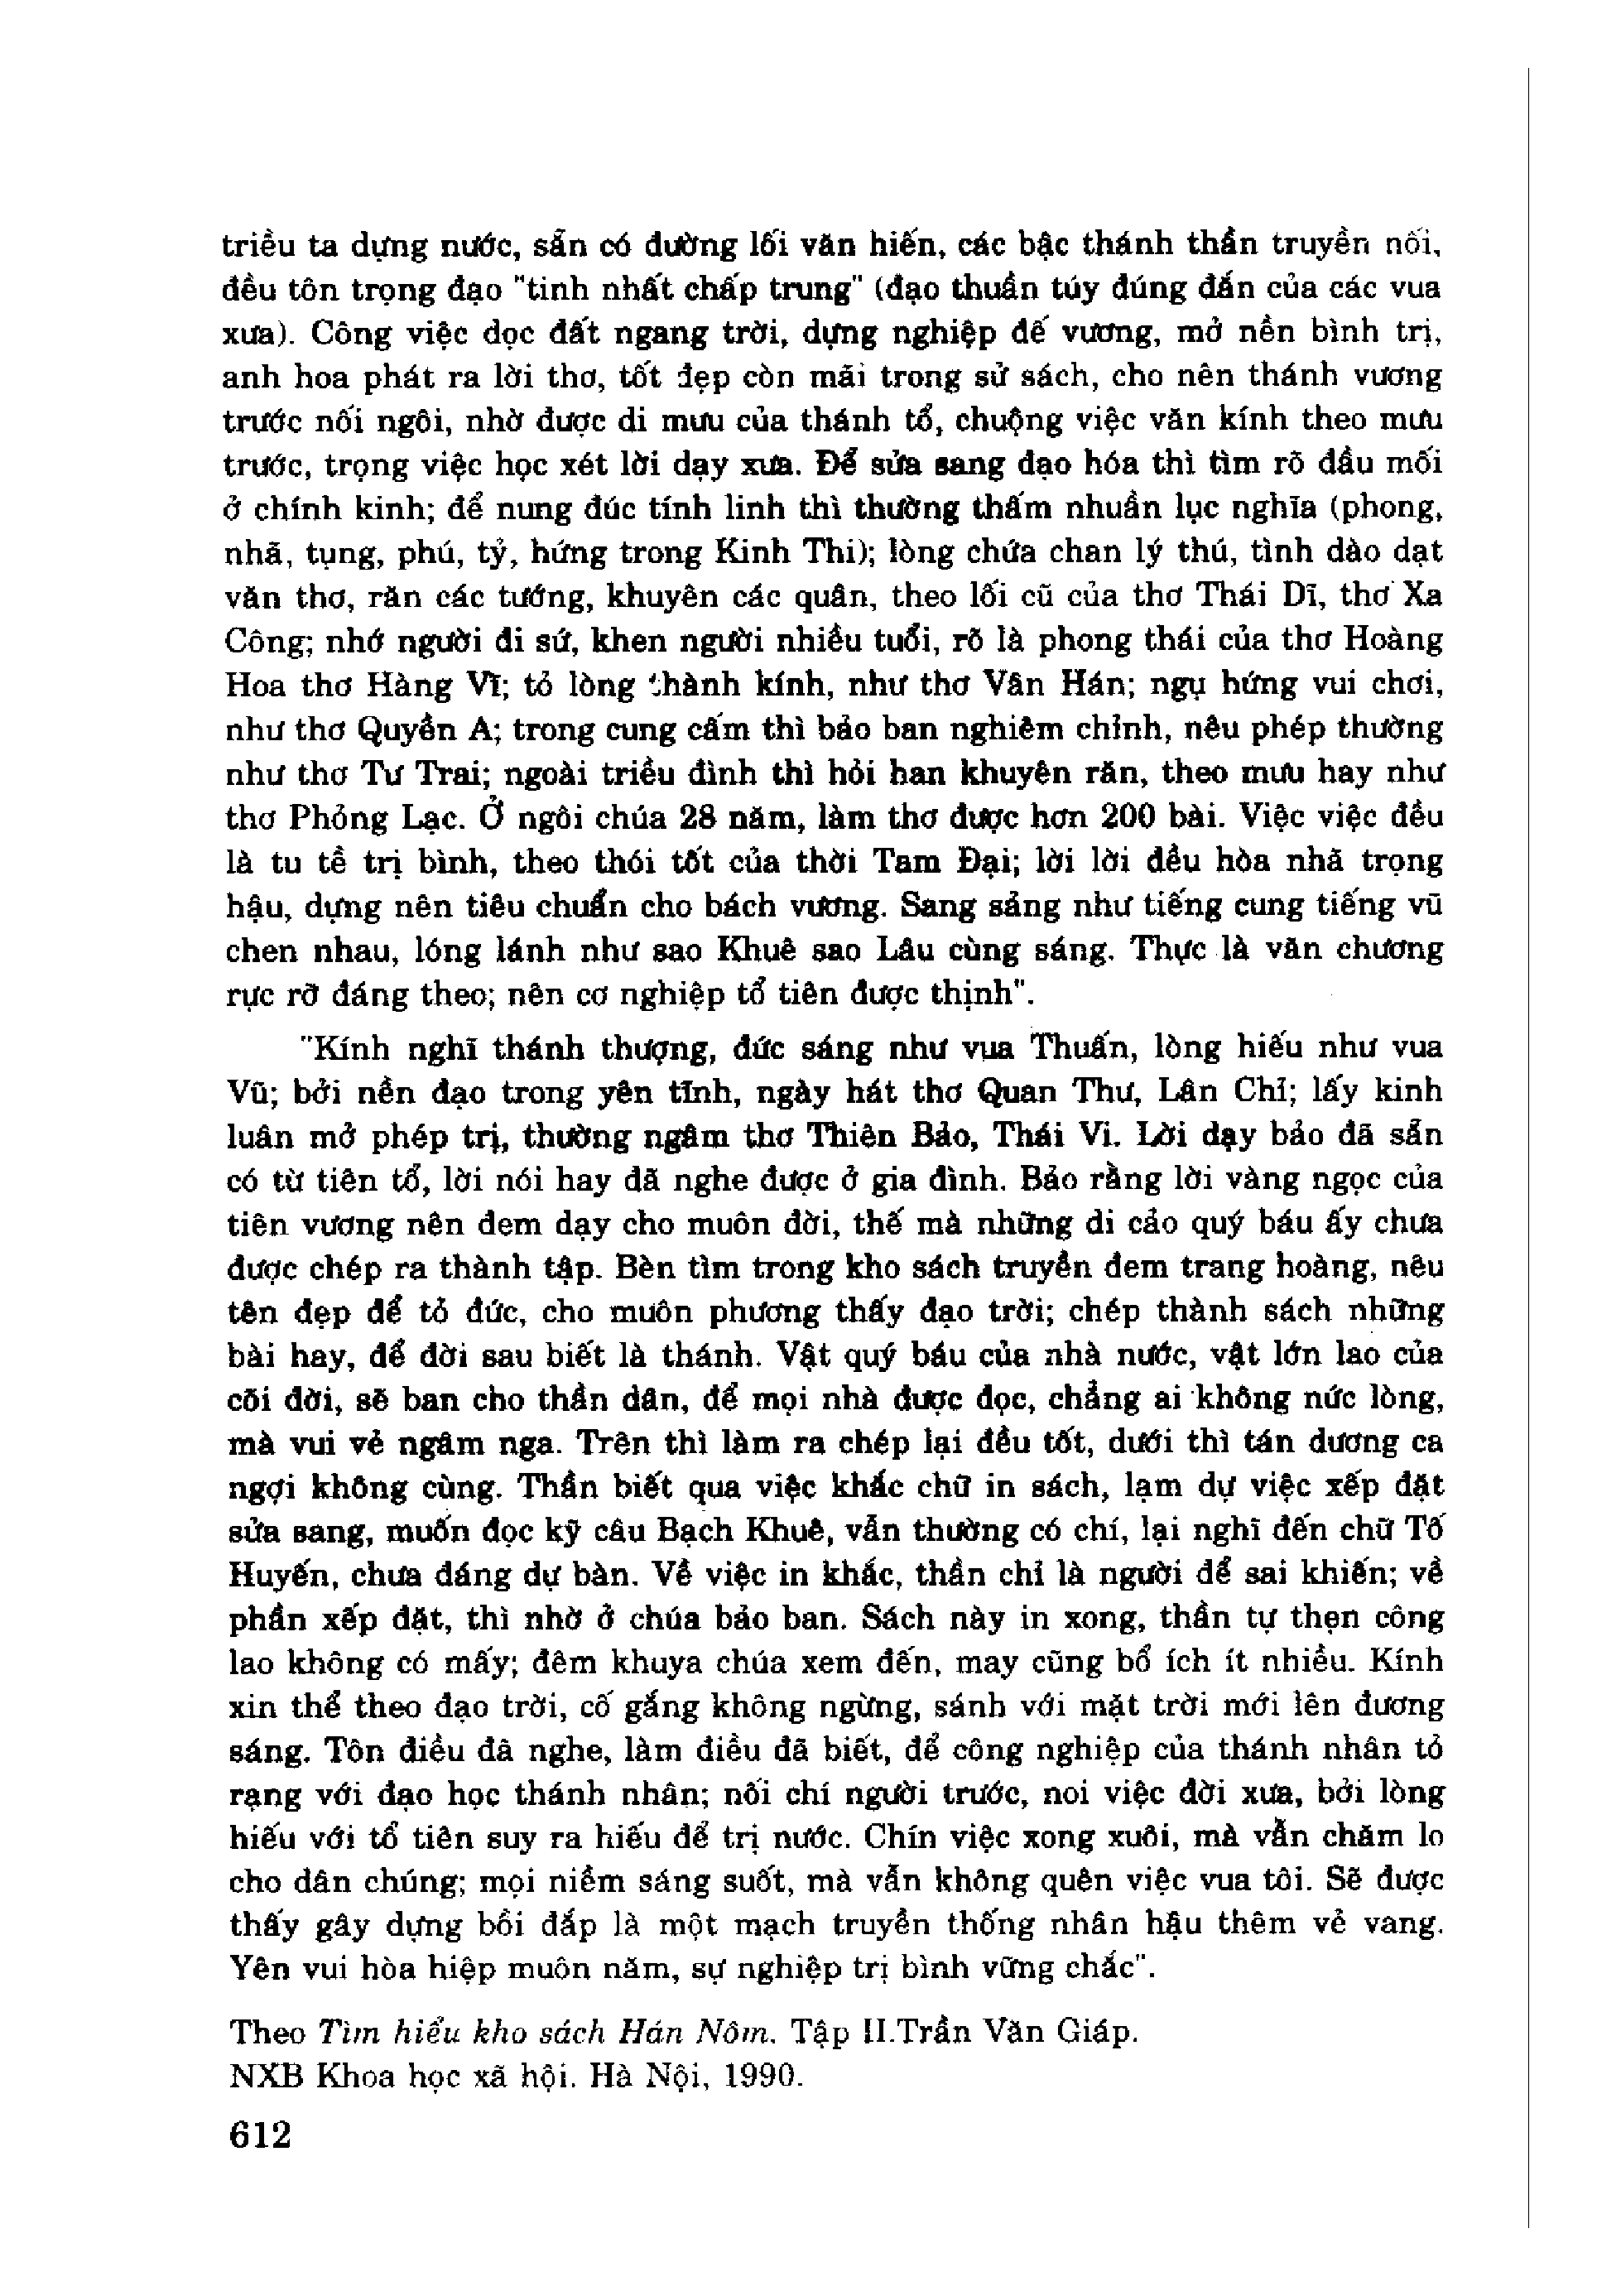 triều ta dựng nước, sẵn có đường lối văn hiến, các bậc thánh thần truyền nối,
đều tôn trọng đạo "tinh nhất chấp trung" (đạo thuần túy đúng đắn của các vua
xưa). Công việc dọc đất ngang trời, dựng nghiệp đế vương, mở nền bình trị,
anh hoa phát ra lời thơ, tốt đẹp còn mãi trong sử sách, cho nên thánh vương
trước nối ngôi, nhờ được di mưu của thánh tổ, chuộng việc văn kính theo mưu
trước, trọng việc học xét lời dạy xưa. Để sửa sang đạo hóa thì tìm rõ đầu mối
ở chính kinh; để nung đúc tính linh thì thường thấm nhuần lục nghĩa (phong,
nhã, tụng, phú, tỷ, hứng trong Kinh Thi); lòng chứa chan lý thú, tình dào dạt
văn thơ, răn các tướng, khuyên các quân, theo lối cũ của thơ Thái Dĩ, thơ Xa
Công; nhớ người đi sứ, khen người nhiều tuổi, rõ là phong thái của thơ Hoàng
Hoa thơ Hàng Vĩ; tỏ lòng thành kính, như thơ Vân Hán; ngụ hứng vui chơi,
như thơ Quyền A; trong cung cấm thì bảo ban nghiêm chỉnh, nêu phép thường
như thơ Tư Trai; ngoài triều đình thì hỏi han khuyên răn, theo mưu hay như
thơ Phỏng Lạc. Ở ngôi chúa 28 năm, làm thơ được hơn 200 bài. Việc việc đều
là tu tề trị bình, theo thói tốt của thời Tam Đại; lời lời đều hòa nhã trọng
hậu, dựng nên tiêu chuẩn cho bách vương. Sang sảng như tiếng cung tiếng vũ
chen nhau, lóng lánh như sao Khuê sao Lâu cùng sáng. Thực là văn chương
rực rỡ đáng theo; nên cơ nghiệp tổ tiên được thịnh".
"Kính nghĩ thánh thượng, đức sáng như vua Thuấn, lòng hiếu như vua
Vũ; bởi nền đạo trong yên tĩnh, ngày hát thơ Quan Thư, Lân Chỉ; lấy kinh
luân mở phép trị, thường ngâm thơ Thiên Bảo, Thái Vi. Lời dạy bảo đã sẵn
có từ tiên tổ, lời nói hay đã nghe được ở gia đình. Bảo rằng lời vàng ngọc của
tiên vương nên đem dạy cho muôn đời, thế mà những di cảo quý báu ấy chưa
được chép ra thành tập. Bèn tìm trong kho sách truyền đem trang hoàng, nêu
tên đẹp để tỏ đức, cho muôn phương thấy đạo trời; chép thành sách những
bài hay, để đời sau biết là thánh. Vật quý báu của nhà nước, vật lớn lao của
cõi đời, sẽ ban cho thần dân, để mọi nhà được đọc, chẳng ai không nức lòng,
mà vui vẻ ngâm nga. Trên thì làm ra chép lại đều tốt, dưới thì tán dương ca
ngợi không cùng. Thần biết qua việc khắc chữ in sách, lạm dự việc xếp đặt
sửa sang, muốn đọc kỹ câu Bạch Khuê, vẫn thường có chí, lại nghĩ đến chữ Tố
Huyến, chưa đáng dự bàn. Về việc in khắc, thần chỉ là người để sai khiến; về
phần xếp đặt, thì nhờ ở chúa bảo ban. Sách này in xong, thần tự thẹn công
lao không có mấy; đêm khuya chúa xem đến, may cũng bổ ích ít nhiều. Kính
xin thể theo đạo trời, cố gắng không ngừng, sánh với mặt trời mới lên đương
sáng. Tôn điều đã nghe, làm điều đã biết, để công nghiệp của thánh nhân tỏ
rạng với đạo học thánh nhân; nối chí người trước, noi việc đời xưa, bởi lòng
hiếu với tổ tiên suy ra hiếu để trị nước. Chín việc xong xuôi, mà vẫn chăm lo
cho dân chúng; mọi niềm sáng suốt, mà vẫn không quên việc vua tôi. Sẽ được
thấy gây dựng bồi đắp là một mạch truyền thống nhân hậu thêm vẻ vang.
Yên vui hòa hiệp muôn năm, sự nghiệp trị bình vững chắc".
Theo Tìm hiểu kho sách Hán Nôm. Tập II.Trần Văn Giáp.
NXB Khoa học xã hội. Hà Nội, 1990.
612